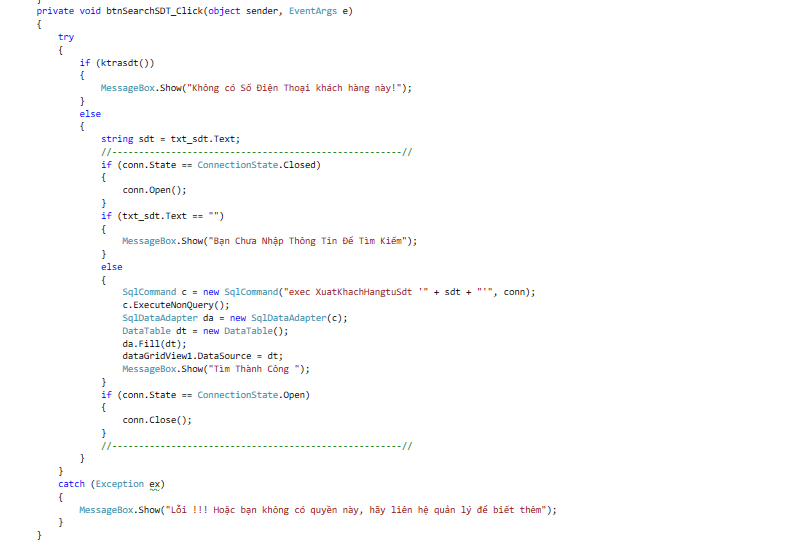 }
private void btnSearchSDT_Click(object sender, EventArgs e)
{
try
{
if (ktrasdt())
{
MessageBox.Show("Không có Số Điện Thoại khách hàng này!");
}
else
{
string sdt = txt_sdt.Text;
//------------------------------------------------------//
if (conn.State == ConnectionState.Closed)
{
conn.Open();
}
if (txt_sdt.Text == "")
{
MessageBox.Show("Bạn Chưa Nhập Thông Tin Để Tìm Kiếm");
}
else
{
SqlCommand c = new SqlCommand("exec XuatKhachHangtuSdt '" + sdt + "'", conn);
c.ExecuteNonQuery();
SqlDataAdapter da = new SqlDataAdapter(c);
DataTable dt = new DataTable();
da.Fill(dt);
dataGridView1.DataSource = dt;
MessageBox.Show("Tìm Thành Công ");
}
if (conn.State == ConnectionState.Open)
{
conn.Close();
}
//------------------------------------------------------//
}
}
catch (Exception ex)
{
MessageBox.Show("Lỗi !!! Hoặc bạn không có quyền này, hãy liên hệ quản lý để biết thêm");
}
}